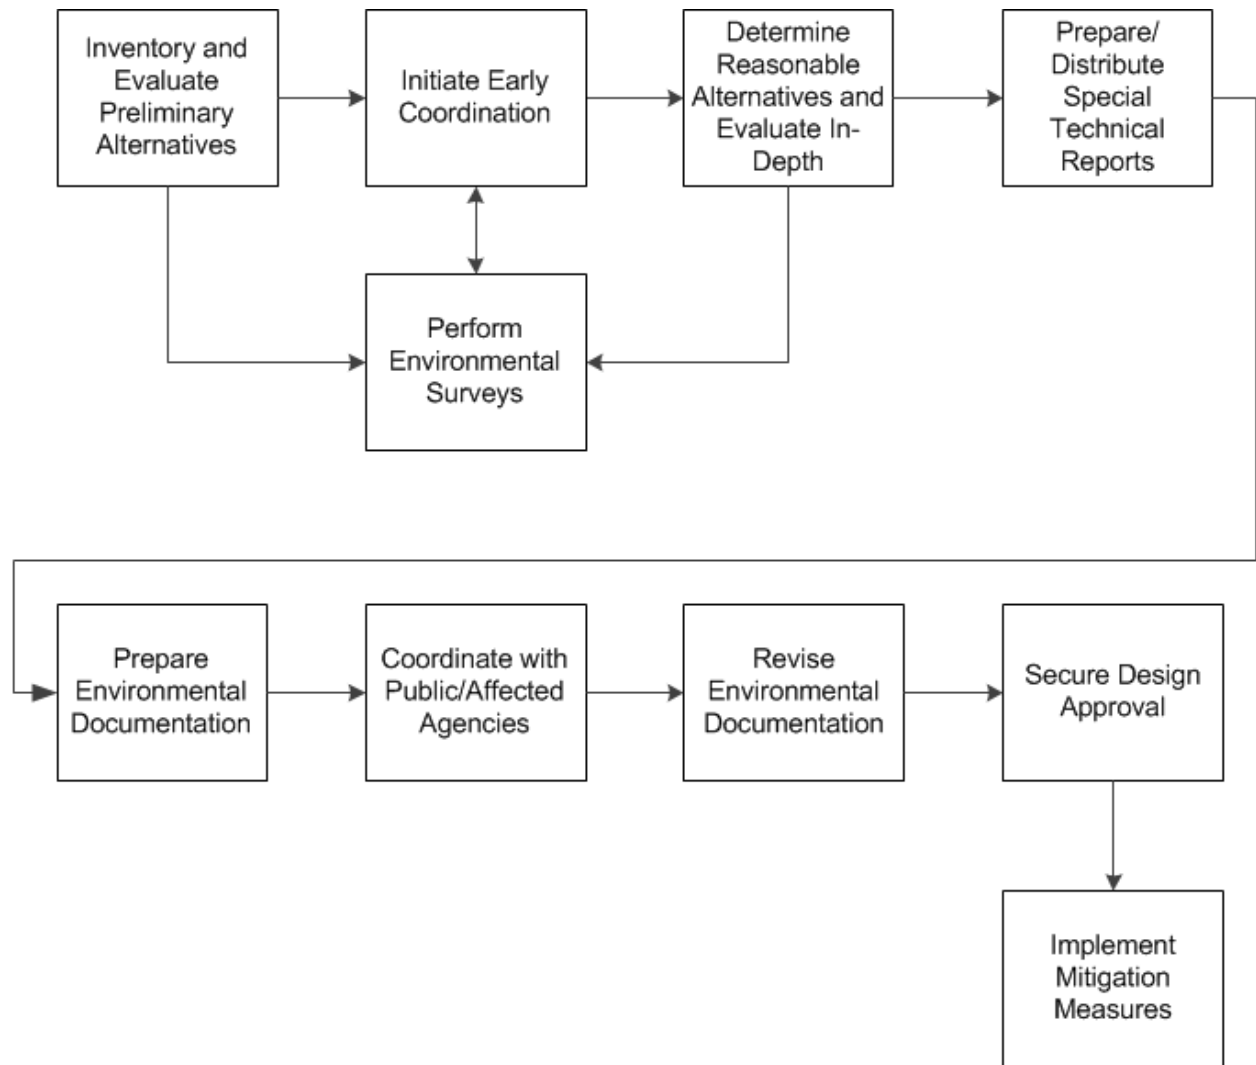 Inventory and
Evaluate
Preliminary
Alternatives
Initiate Early
Coordination
Determine
Reasonable
Alternatives and
Evaluate In-
Depth
Prepare/
Distribute
Special
Technical
Reports
Perform
Environmental
Surveys
Prepare
Environmental
Documentation
Coordinate with
Public/Affected
Agencies
Revise
Environmental
Documentation
Secure Design
Approval
Implement
Mitigation
Measures